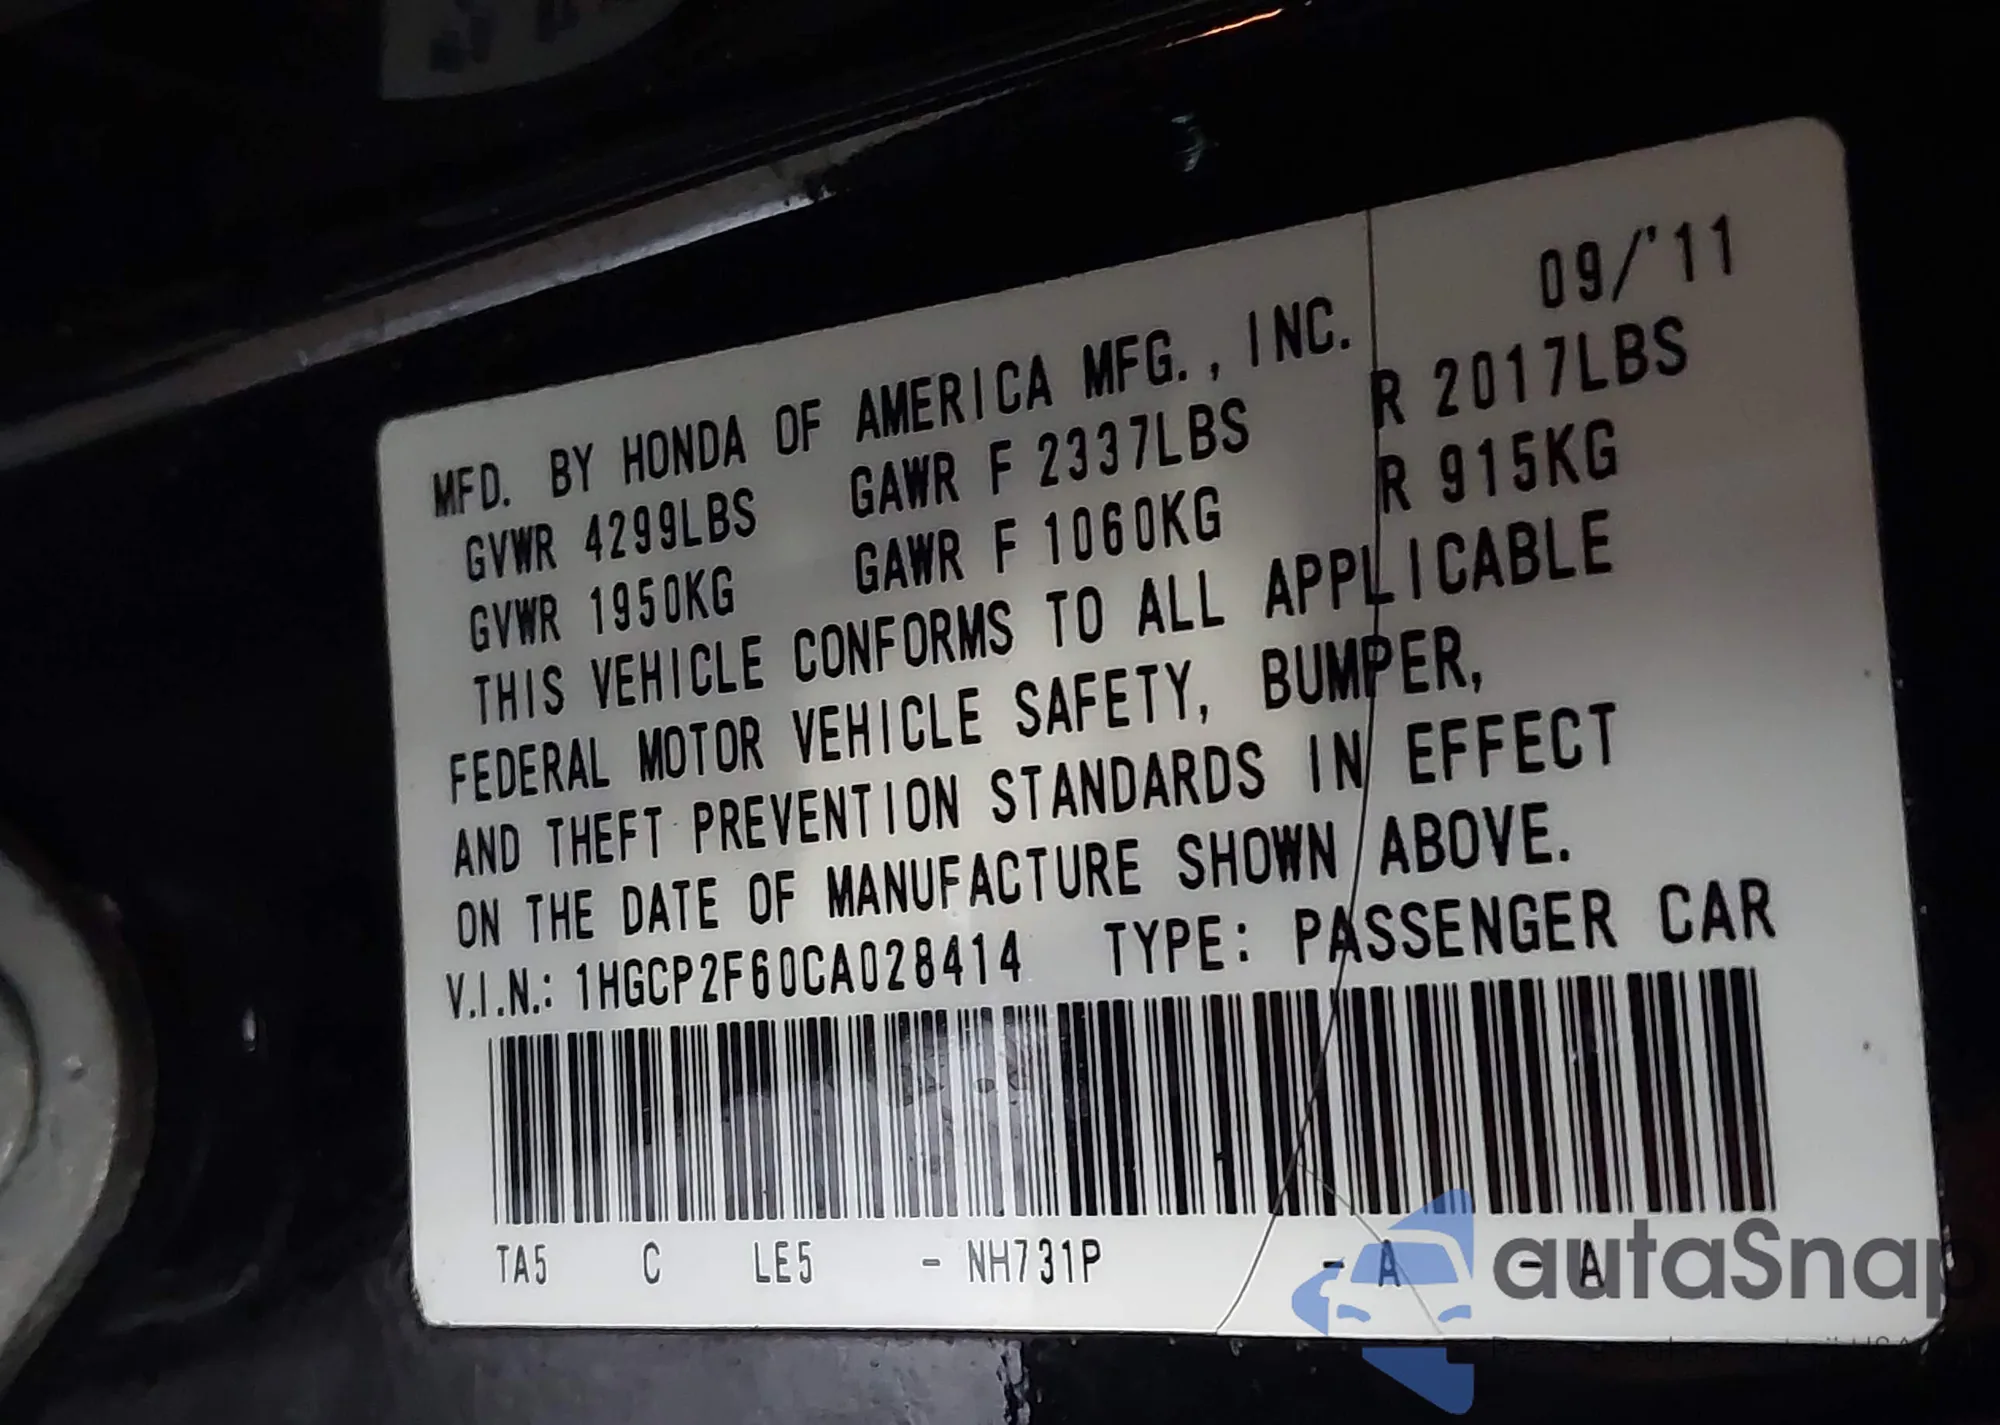 09/'11
MFD. BY HONDA OF AMERICA MFG., INC.
GVWR 4299LBS GAWR F 2337LBS R 2017LBS
GVWR 1950KG GAWR F 1060KG R 915KG
THIS VEHICLE CONFORMS TO ALL APPLICABLE
FEDERAL MOTOR VEHICLE SAFETY, BUMPER,
AND THEFT PREVENTION STANDARDS IN EFFECT
ON THE DATE OF MANUFACTURE SHOWN ABOVE.
V.I.N.: 1HGCP2F60CA028414 TYPE: PASSENGER CAR
TA5 C LE5 - NH731P - A - A
autaSnap